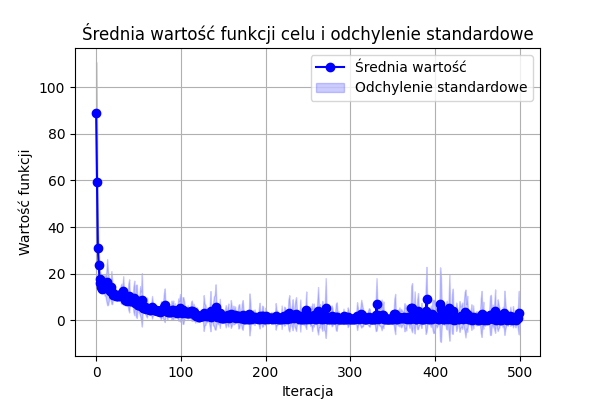 Średnia wartość funkcji celu i odchylenie standardowe
Średnia wartość
Odchylenie standardowe
Wartość funkcji
100
80
60
40
20
0
0 100 200 300 400 500
Iteracja